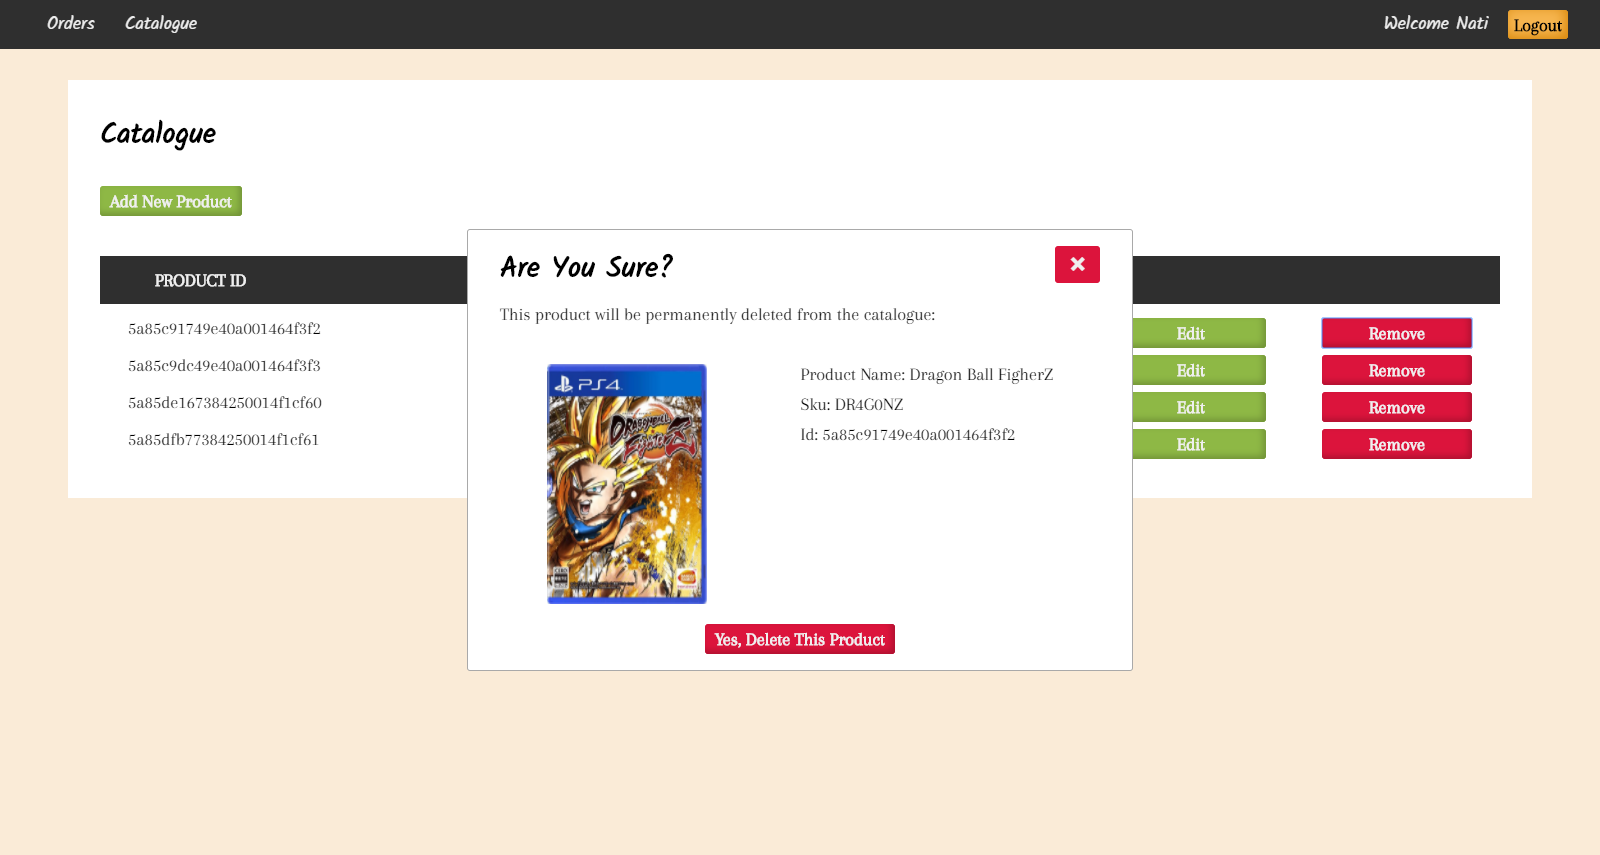 Orders Catalogue Welcome Nati Logout
Catalogue
Add New Product
PRODUCT ID
5a85c91749e40a001464f3f2 Edit Remove
5a85c9dc49e40a001464f3f3 Edit Remove
5a85de167384250014f1cf60 Edit Remove
5a85dfb77384250014f1cf61 Edit Remove
Are You Sure?
This product will be permanently deleted from the catalogue:
PS4
DRAGONBALL
FighterZ
Product Name: Dragon Ball FigherZ
Sku: DR4G0NZ
Id: 5a85c91749e40a001464f3f2
Yes, Delete This Product